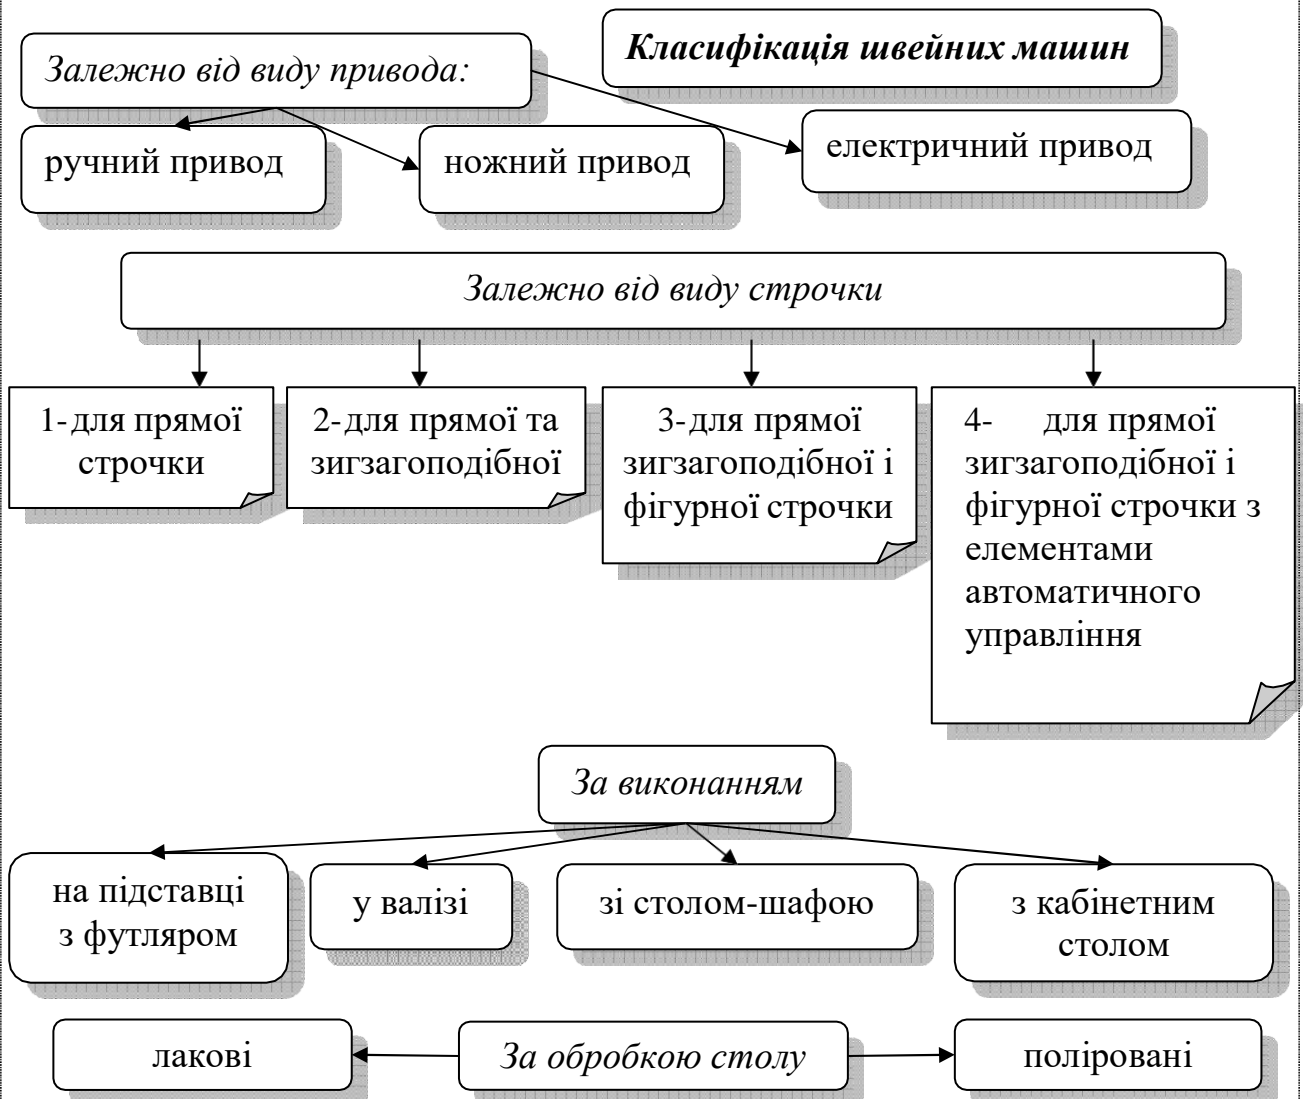 Класифікація швейних машин
Залежно від виду привода:
ручний привод
ножний привод
електричний привод
Залежно від виду строчки
1-для прямої
строчки
2-для прямої та
зигзагоподібної
3-для прямої
зигзагоподібної і
фігурної строчки
4- для прямої
зигзагоподібної і
фігурної строчки з
елементами
автоматичного
управління
За виконанням
на підставці
з футляром
у валізі
зі столом-шафою
з кабінетним
столом
лакові
За обробкою столу
поліровані